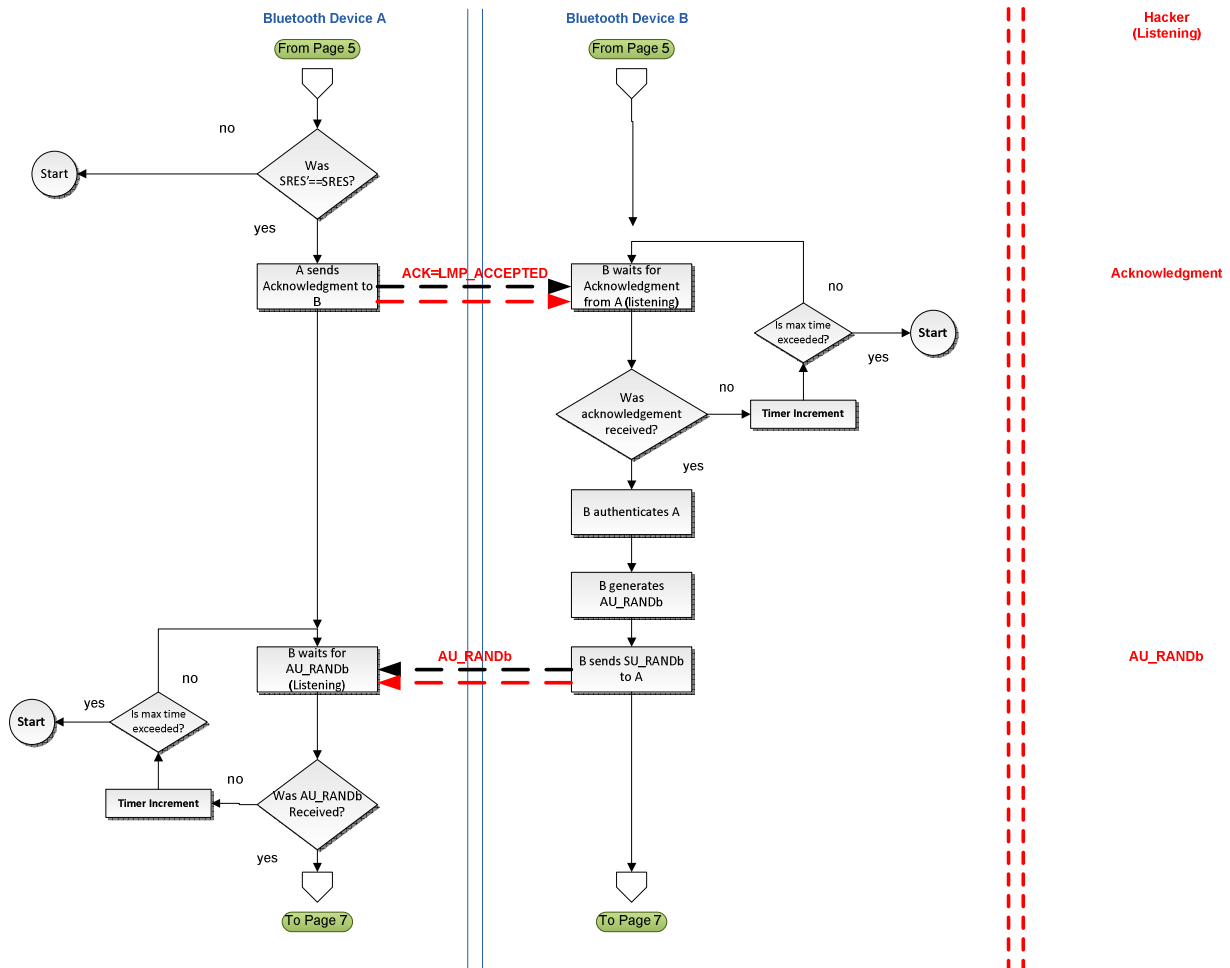 Bluetooth Device A
Bluetooth Device B
Hacker
(Listening)
From Page 5
From Page 5
no
Was
SRES'==SRES?
Start
yes
A sends
Acknowledgment to
B
ACK=LMP_ACCEPTED
B waits for
Acknowledgment
from A (listening)
Acknowledgment
no
Is max time
exceeded?
Start
yes
Was
acknowledgement
received?
no
Timer Increment
yes
B authenticates A
B generates
AU_RANDb
B waits for
AU_RANDb
(Listening)
AU_RANDb
B sends SU_RANDb
to A
AU_RANDb
no
yes
Start
Is max time
exceeded?
no
Timer Increment
Was AU_RANDb
Received?
yes
To Page 7
To Page 7